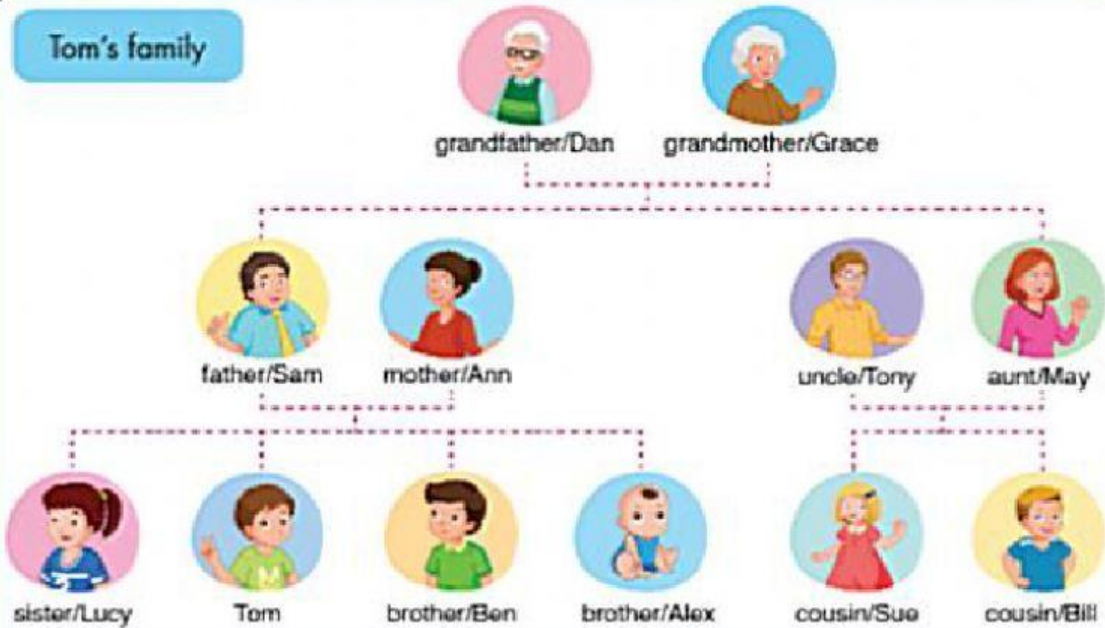 Tom's family
grandfather/Dan grandmother/Grace
father/Sam mother/Ann uncle/Tony aunt/May
sister/Lucy Tom brother/Ben brother/Alex cousin/Sue cousin/Bill